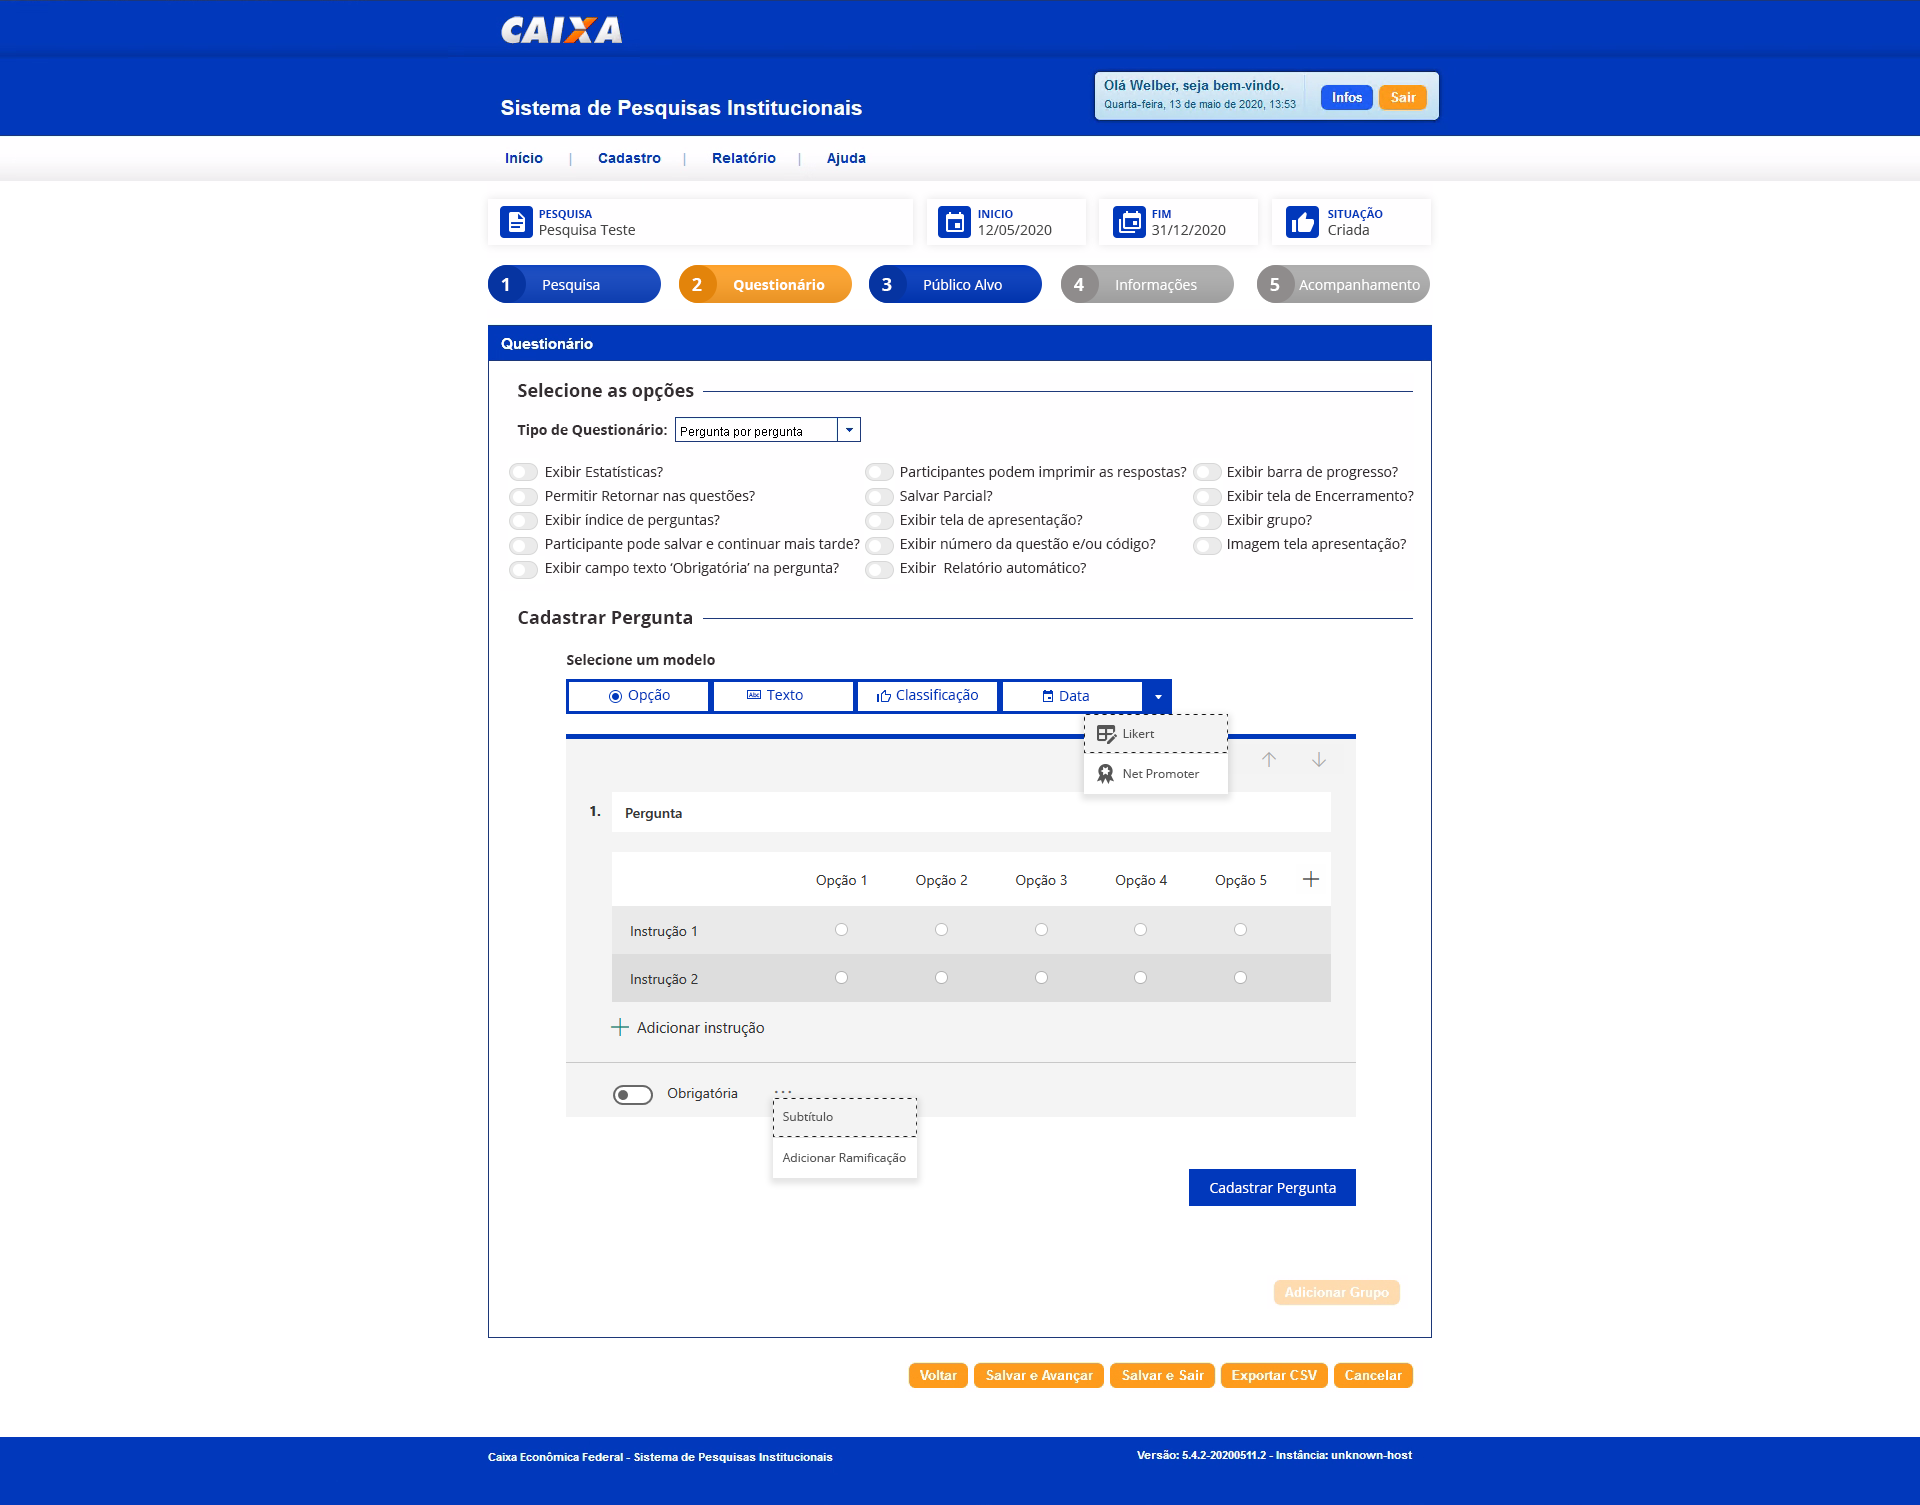 CAIXA
Sistema de Pesquisas Institucionais
Olá Welber, seja bem-vindo.
Quarta-feira, 13 de maio de 2020, 13:53
Infos
Sair
Início | Cadastro | Relatório | Ajuda
PESQUISA
Pesquisa Teste
INICIO
12/05/2020
FIM
31/12/2020
SITUAÇÃO
Criada
1 Pesquisa
2 Questionário
3 Público Alvo
4 Informações
5 Acompanhamento
Questionário
Selecione as opções
Tipo de Questionário: Pergunta por pergunta
Exibir Estatísticas?
Participantes podem imprimir as respostas?
Exibir barra de progresso?
Permitir Retornar nas questões?
Salvar Parcial?
Exibir tela de Encerramento?
Exibir índice de perguntas?
Exibir tela de apresentação?
Exibir grupo?
Participante pode salvar e continuar mais tarde?
Exibir número da questão e/ou código?
Imagem tela apresentação?
Exibir campo texto ‘Obrigatória’ na pergunta?
Exibir Relatório automático?
Cadastrar Pergunta
Selecione um modelo
Opção
Abc Texto
Classificação
Data
Likert
Net Promoter
1. Pergunta
Opção 1 Opção 2 Opção 3 Opção 4 Opção 5
Instrução 1
Instrução 2
Adicionar instrução
Obrigatória ...
Subtítulo
Adicionar Ramificação
Cadastrar Pergunta
Adicionar Grupo
Voltar
Salvar e Avançar
Salvar e Sair
Exportar CSV
Cancelar
Caixa Econômica Federal - Sistema de Pesquisas Institucionais
Versão: 5.4.2-20200511.2 - Instância: unknown-host